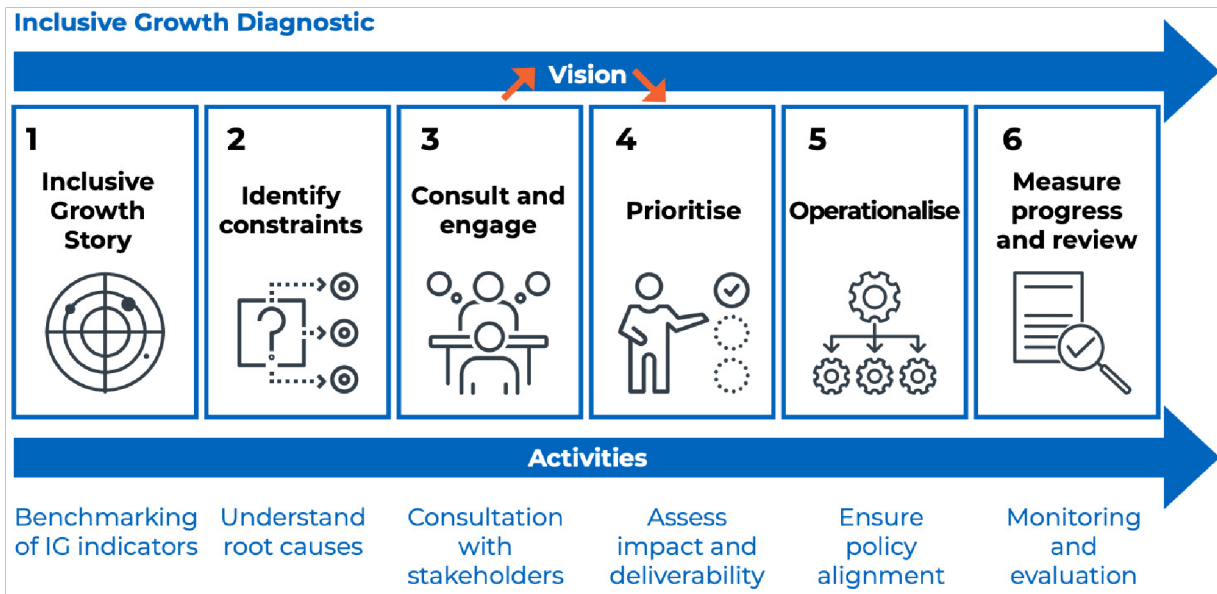 Inclusive Growth Diagnostic
Vision
1
Inclusive
Growth
Story
2
Identify
constraints
3
Consult and
engage
4
Prioritise
5
Operationalise
6
Measure
progress
and review
?
Activities
Benchmarking
of IG indicators
Understand
root causes
Consultation
with
stakeholders
Assess
impact and
deliverability
Ensure
policy
alignment
Monitoring
and
evaluation